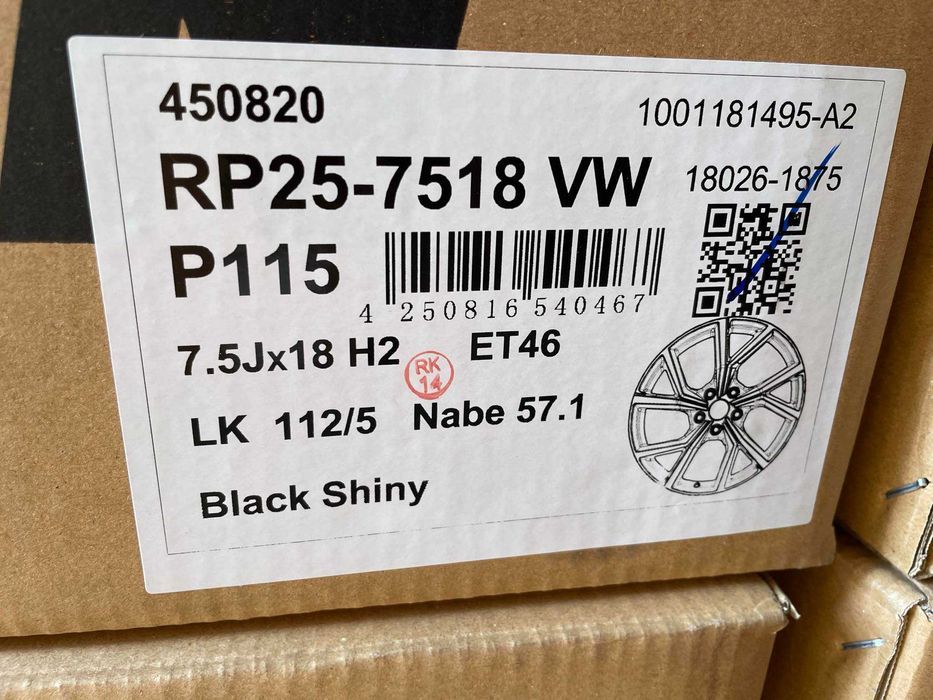 450820
1001181495-A2
RP25-7518 VW
18026-1875
P115
4 250816 540467
7.5Jx18 H2 ET46
RK
14
LK 112/5 Nabe 57.1
Black Shiny